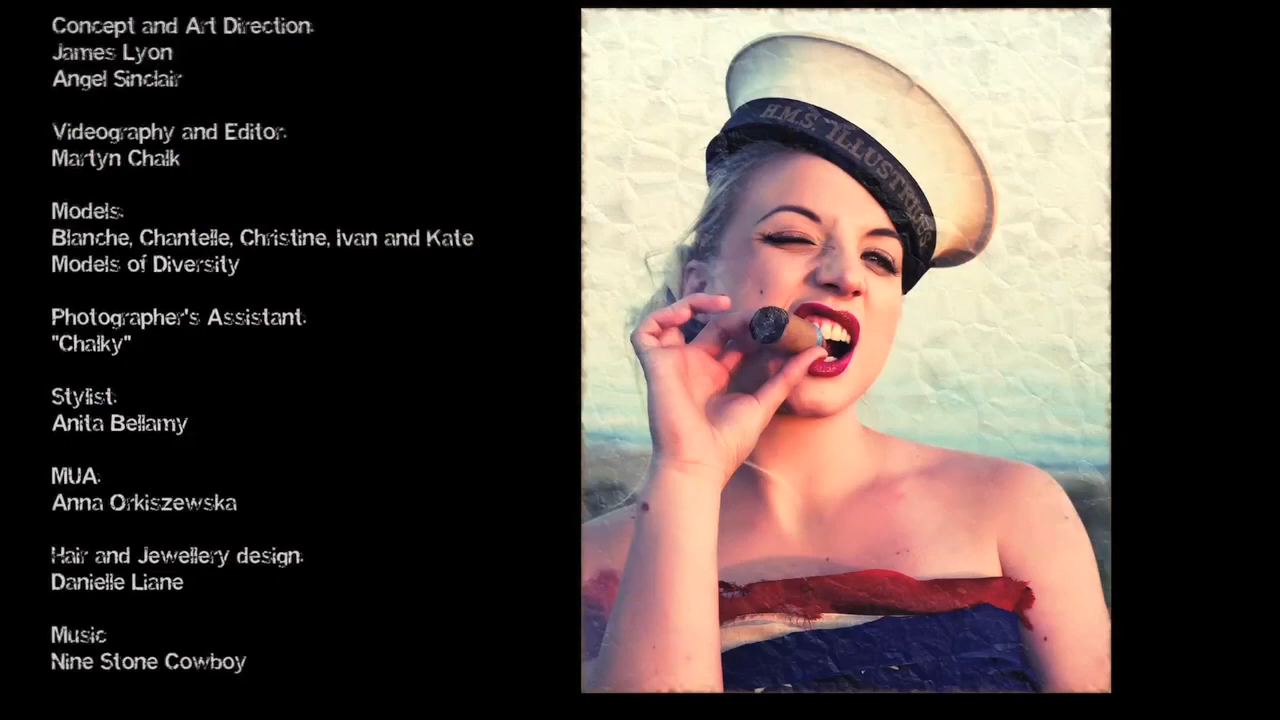 Concept and Art Direction:
James Lyon
Angel Sinclair
Videography and Editor:
Martyn Chalk
Models:
Blanche, Chantelle, Christine, Ivan and Kate
Models of Diversity
Photographer's Assistant:
"Chalky"
Stylist:
Anita Bellamy
MUA:
Anna Orkiszewska
Hair and Jewellery design:
Danielle Liane
Music
Nine Stone Cowboy
H.M.S. ILLUSTRIOUS